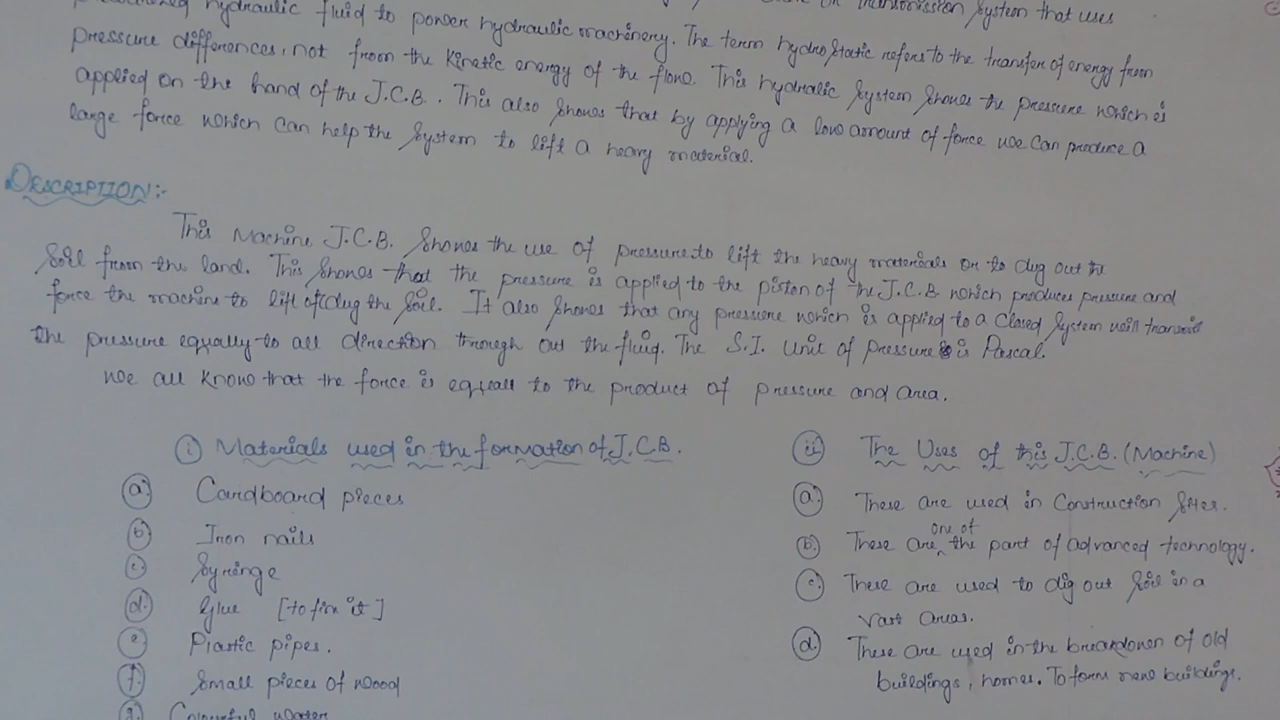 hydraulic fluid to power hydraulic machinery. The term hydrostatic refers to the transfer of energy from
pressure differences, not from the kinetic energy of the flow. This hydralic system shows the pressure which is
applied on the hand of the J.C.B. . This also shows that by applying a low amount of force we can produce a
large force which can help the system to lift a heavy material.
DESCRIPTION:-
This Machine J.C.B. shows the use of pressure to lift the heavy materials or to dug out the
soil from the land. This shows that the pressure is applied to the piston of the J.C.B which produces pressure and
force the machine to lift or dug the soil. It also shows that any pressure which is applied to a closed system will transmit
the pressure equally to all direction through out the fluid. The S.I. Unit of pressure is Pascal.
We all know that the force is equall to the product of pressure and area.
(i) Materials used in the formation of J.C.B.
(a) Cardboard pieces
(b) Iron nails
(c) Syringe
(d) Glue [to fix it]
(e) Plastic pipes.
(f) Small pieces of wood
(g) Colourful water
(ii) The Uses of this J.C.B. (Machine)
(a) These are used in Construction Sites.
(b) These are one of the part of advanced technology.
(c) These are used to dig out soil in a
vast areas.
(d) These are used in the breakdown of old
buildings, homes. To form new buildings.